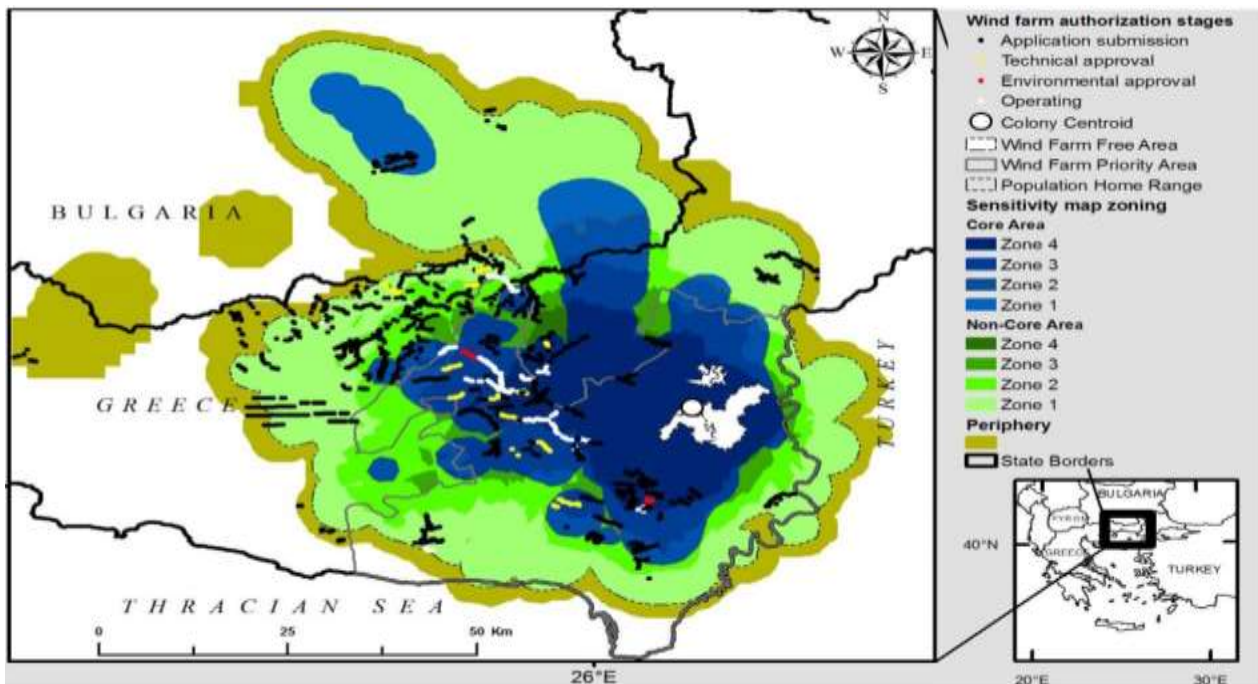 N
W
E
S
BULGARIA
GREECE
TURKEY
THRACIAN SEA
0
25
50 Km
26°E
Wind farm authorization stages
Application submission
Technical approval
Environmental approval
Operating
Colony Centroid
Wind Farm Free Area
Wind Farm Priority Area
Population Home Range
Sensitivity map zoning
Core Area
Zone 4
Zone 3
Zone 2
Zone 1
Non-Core Area
Zone 4
Zone 3
Zone 2
Zone 1
Periphery
State Borders
BULGARIA
FYROM
GREECE
TURKEY
40°N
20°E
30°E